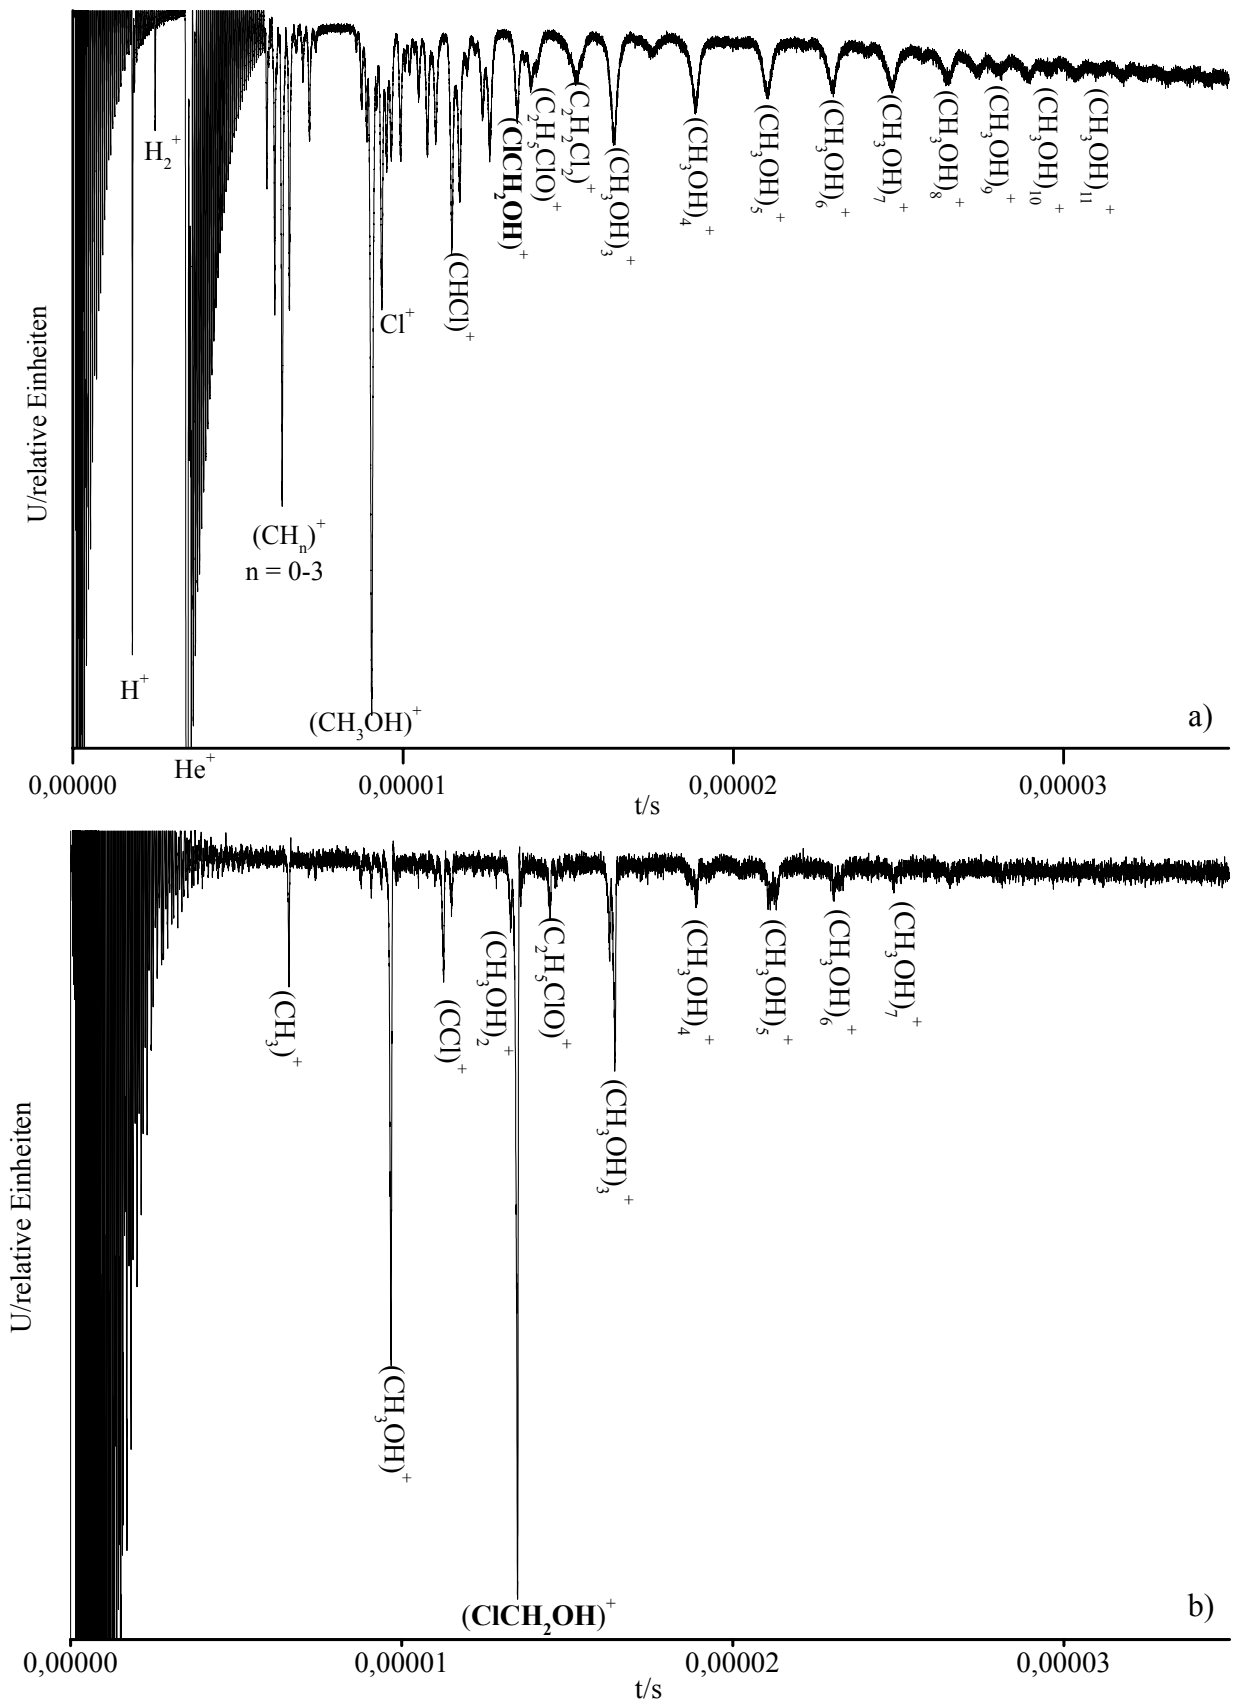 H₂⁺
(ClCH₂OH)⁺
(C₂H₅ClO)⁺
(C₂H₂Cl₂)⁺
(CH₃OH)₃⁺
(CH₃OH)₄⁺
(CH₃OH)₅⁺
(CH₃OH)₆⁺
(CH₃OH)₇⁺
(CH₃OH)₈⁺
(CH₃OH)₉⁺
(CH₃OH)₁₀⁺
(CH₃OH)₁₁⁺
(CHCl)⁺
Cl⁺
U/relative Einheiten
(CHₙ)⁺
n = 0-3
H⁺
(CH₃OH)⁺
a)
He⁺
0,00000
0,00001
0,00002
0,00003
t/s
(CH₃)⁺
(CCl)⁺
(CH₃OH)₂⁺
(C₂H₅ClO)⁺
(CH₃OH)₃⁺
(CH₃OH)₄⁺
(CH₃OH)₅⁺
(CH₃OH)₆⁺
(CH₃OH)₇⁺
U/relative Einheiten
(CH₃OH)⁺
(ClCH₂OH)⁺
b)
0,00000
0,00001
0,00002
0,00003
t/s